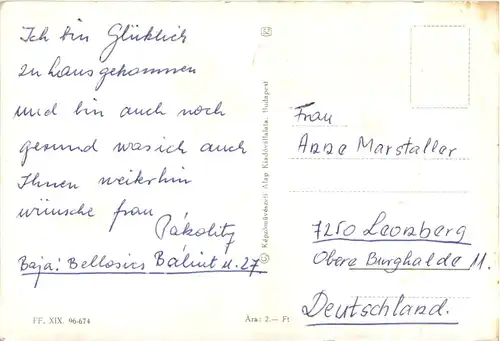 Ich bin Glücklich
zu haus gekommen
und bin auch noch
gesund was ich auch
Ihnen weiterhin
wünsche frau
Pákolitz
Baja: Bellosics Bálint u. 27
FF. XIX. 96-674
Ára: 2.— Ft
© Képzőművészeti Alap Kiadóvállalata, Budapest
Frau
Anna Marstaller
7250 Leonberg
Obere Burghalde 11.
Deutschland.